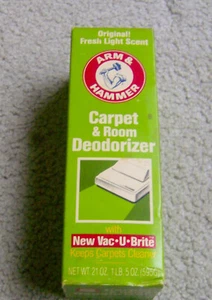 Original!
Fresh Light Scent
ARM &
HAMMER
Carpet
& Room
Deodorizer
with
New Vac·U·Brite
Keeps Carpets Cleaner
NET WT 21 OZ. 1 LB. 5 OZ.